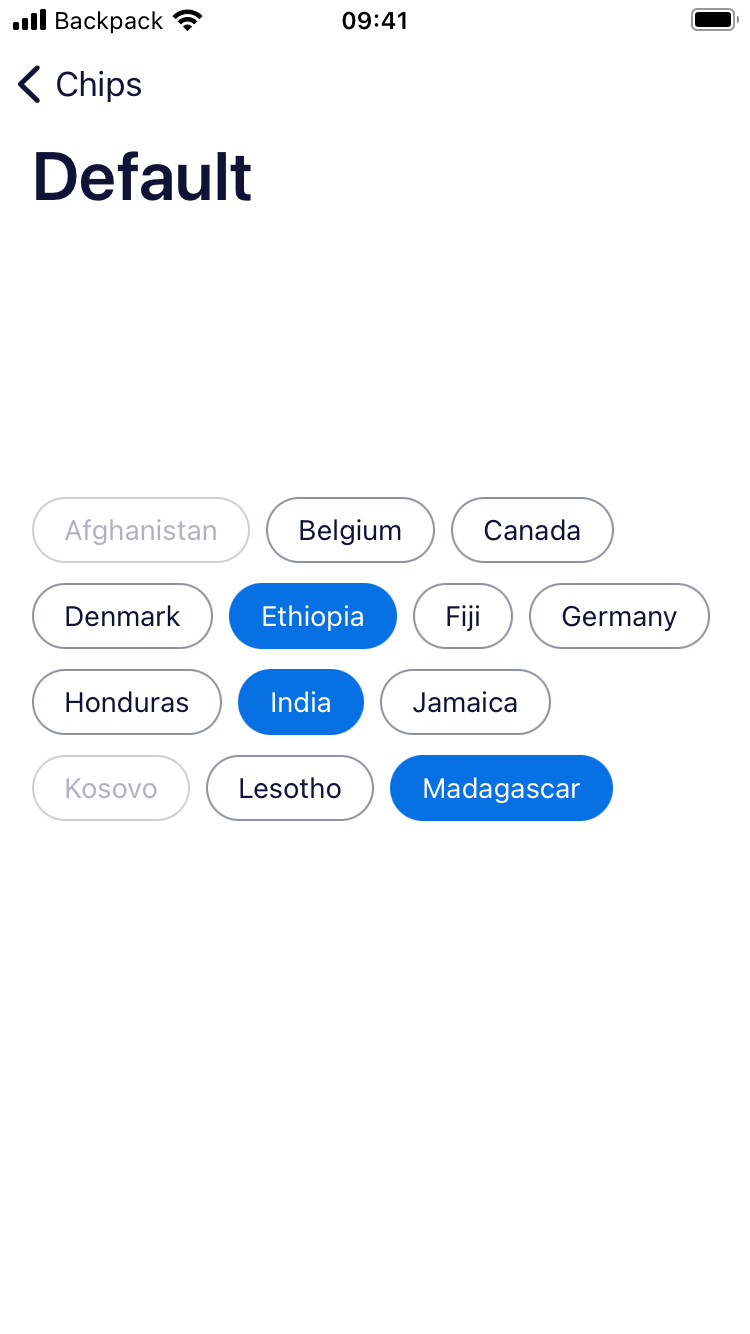 Backpack 09:41
Chips
Default
Afghanistan Belgium Canada
Denmark Ethiopia Fiji Germany
Honduras India Jamaica
Kosovo Lesotho Madagascar